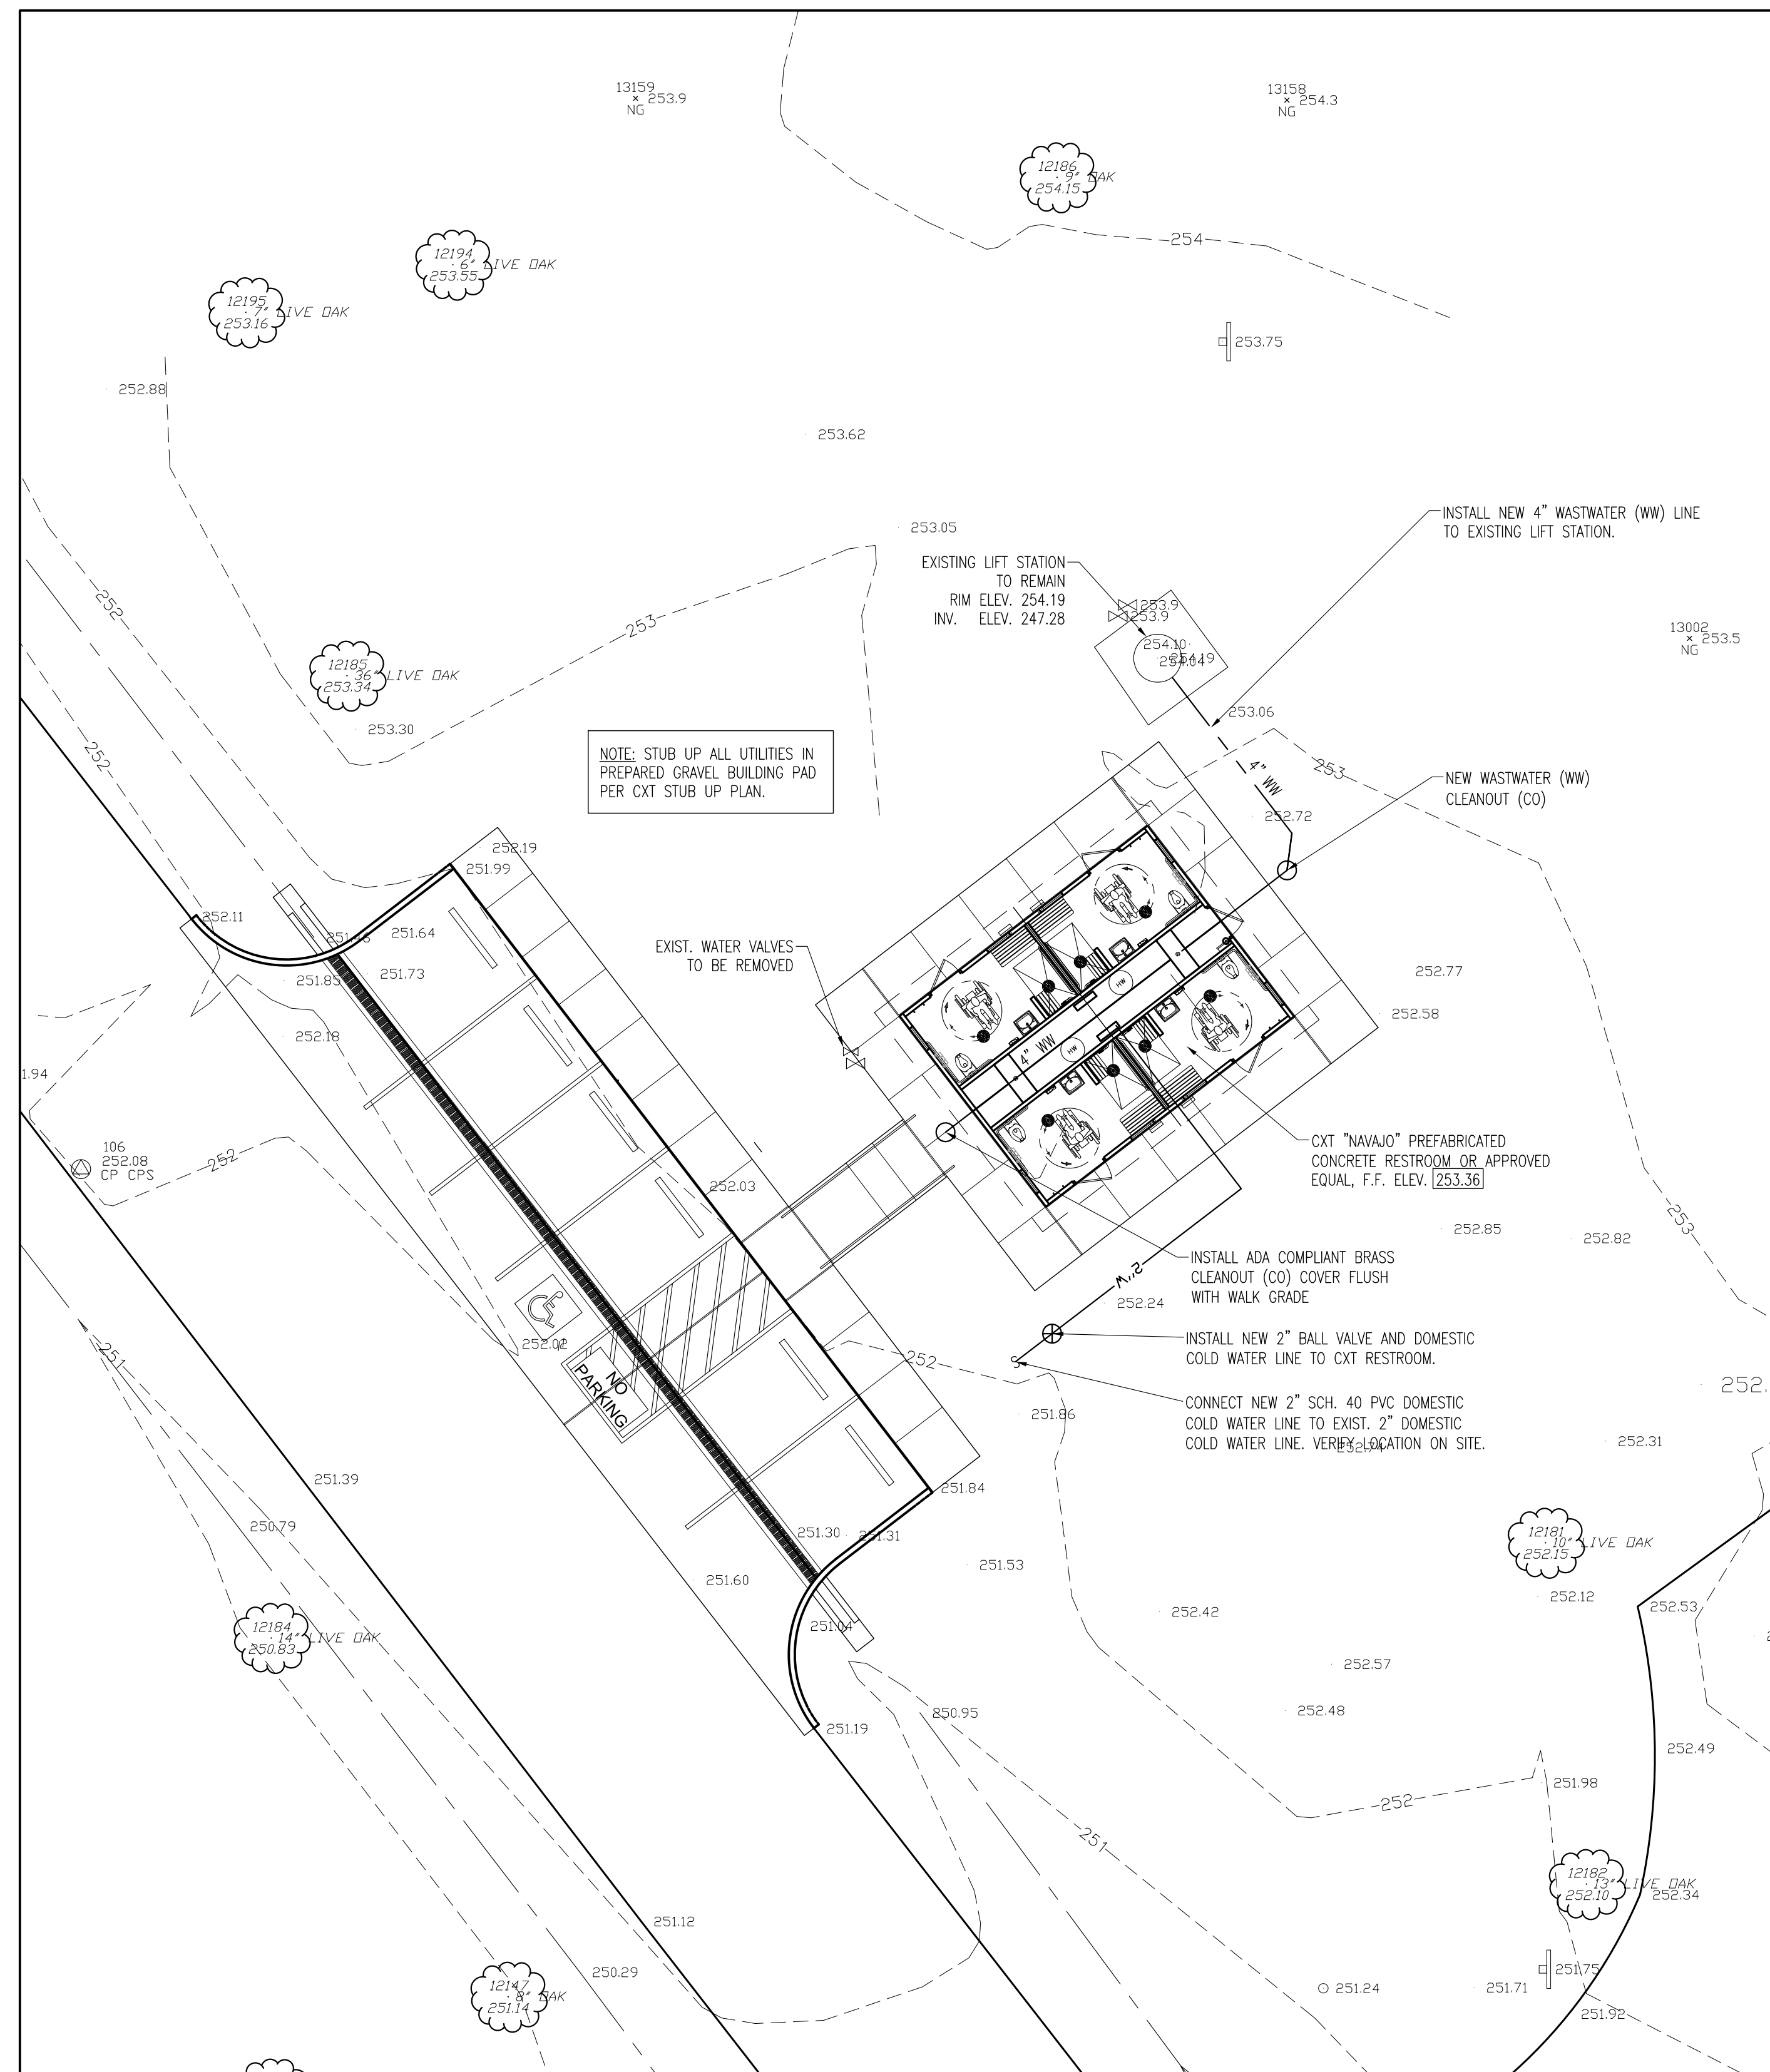 13159
253.9
NG
13158
254.3
NG
12186
9" OAK
254.15
254
12194
6" LIVE OAK
253.55
12195
7" LIVE OAK
253.16
253.75
252.88
253.62
253.05
INSTALL NEW 4" WASTWATER (WW) LINE
TO EXISTING LIFT STATION.
EXISTING LIFT STATION
TO REMAIN
RIM ELEV. 254.19
INV. ELEV. 247.28
253.9
253.9
254.10
254.19
254.04
252
253
13002
253.5
NG
12185
36" LIVE OAK
253.34
253.30
253.06
252
NOTE: STUB UP ALL UTILITIES IN
PREPARED GRAVEL BUILDING PAD
PER CXT STUB UP PLAN.
4" WW
253
NEW WASTWATER (WW)
CLEANOUT (CO)
252.72
252.19
251.99
252.11
251.46
251.64
251.73
251.85
252.18
EXIST. WATER VALVES
TO BE REMOVED
252.77
252.58
HW
HW
4" WW
1.94
106
252.08
CP CPS
252
252.03
CXT "NAVAJO" PREFABRICATED
CONCRETE RESTROOM OR APPROVED
EQUAL, F.F. ELEV. 253.36
252.85
252.82
253
INSTALL ADA COMPLIANT BRASS
CLEANOUT (CO) COVER FLUSH
WITH WALK GRADE
2"W
252.24
INSTALL NEW 2" BALL VALVE AND DOMESTIC
COLD WATER LINE TO CXT RESTROOM.
252.02
NO
PARKING
251
252
252.
CONNECT NEW 2" SCH. 40 PVC DOMESTIC
COLD WATER LINE TO EXIST. 2" DOMESTIC
COLD WATER LINE. VERIFY LOCATION ON SITE.
252.74
251.86
252.31
251.39
251.84
250.79
251.30
251.31
251.53
251.60
12181
10" LIVE OAK
252.15
252.12
252.53
252.42
251.04
12184
14" LIVE OAK
250.83
252.57
252.48
250.95
251.19
252.49
251.98
252
251
12182
13" LIVE OAK
252.10
252.34
251.12
250.29
251.75
251.24
251.71
251.92
12147
8" OAK
251.14